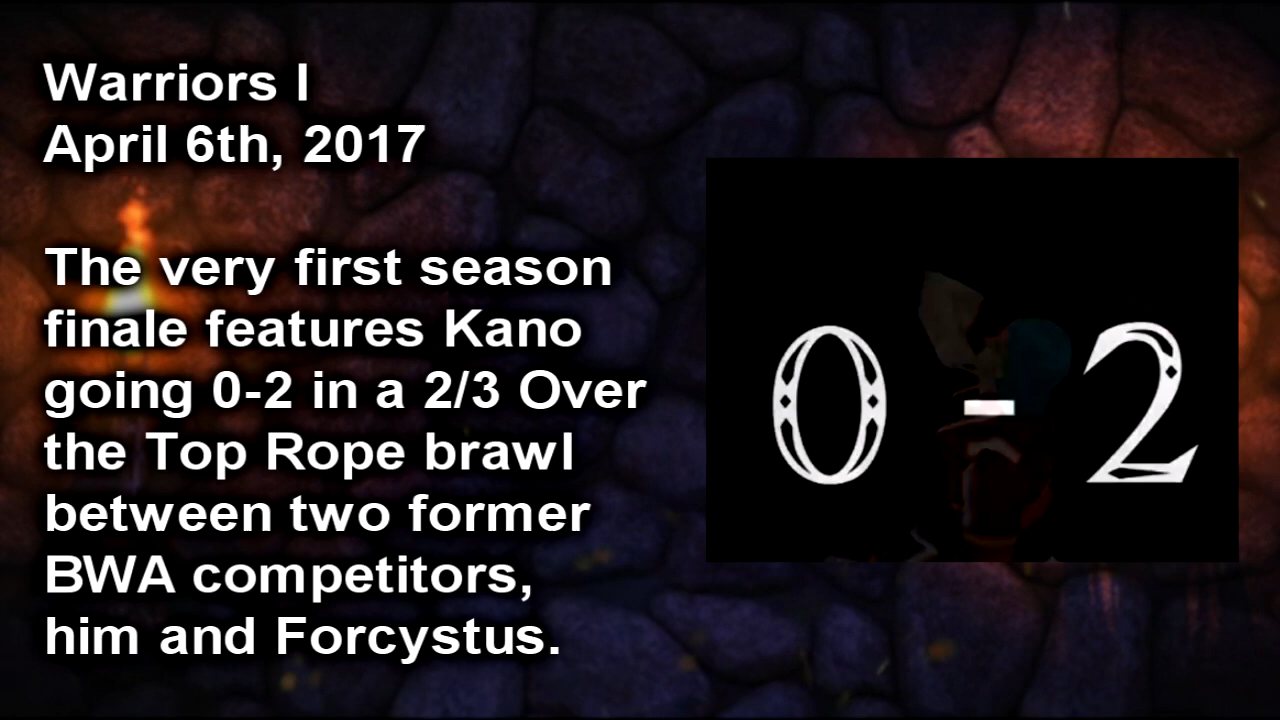 Warriors I
April 6th, 2017
The very first season
finale features Kano
going 0-2 in a 2/3 Over
the Top Rope brawl
between two former
BWA competitors,
him and Forcystus.
0 - 2